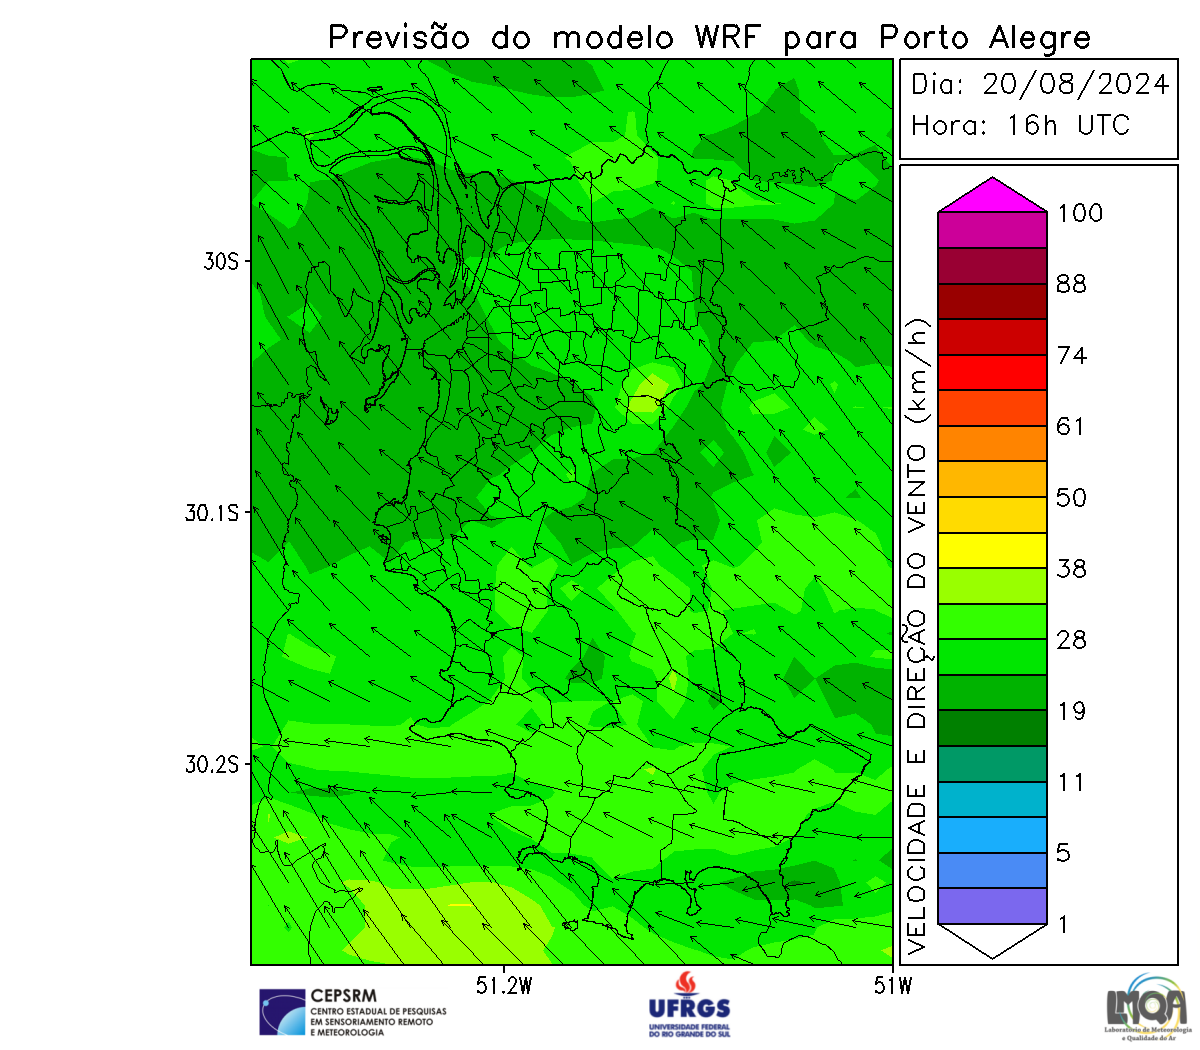 Previsão do modelo WRF para Porto Alegre
Dia: 20/08/2024
Hora: 16h UTC
30S
30.1S
30.2S
51.2W
51W
VELOCIDADE E DIREÇÃO DO VENTO (km/h)
100
88
74
61
50
38
28
19
11
5
1
CEPSRM
CENTRO ESTADUAL DE PESQUISAS
EM SENSORIAMENTO REMOTO
E METEOROLOGIA
UFRGS
UNIVERSIDADE FEDERAL
DO RIO GRANDE DO SUL
LMQA
Laboratório de Meteorologia
e Qualidade do Ar